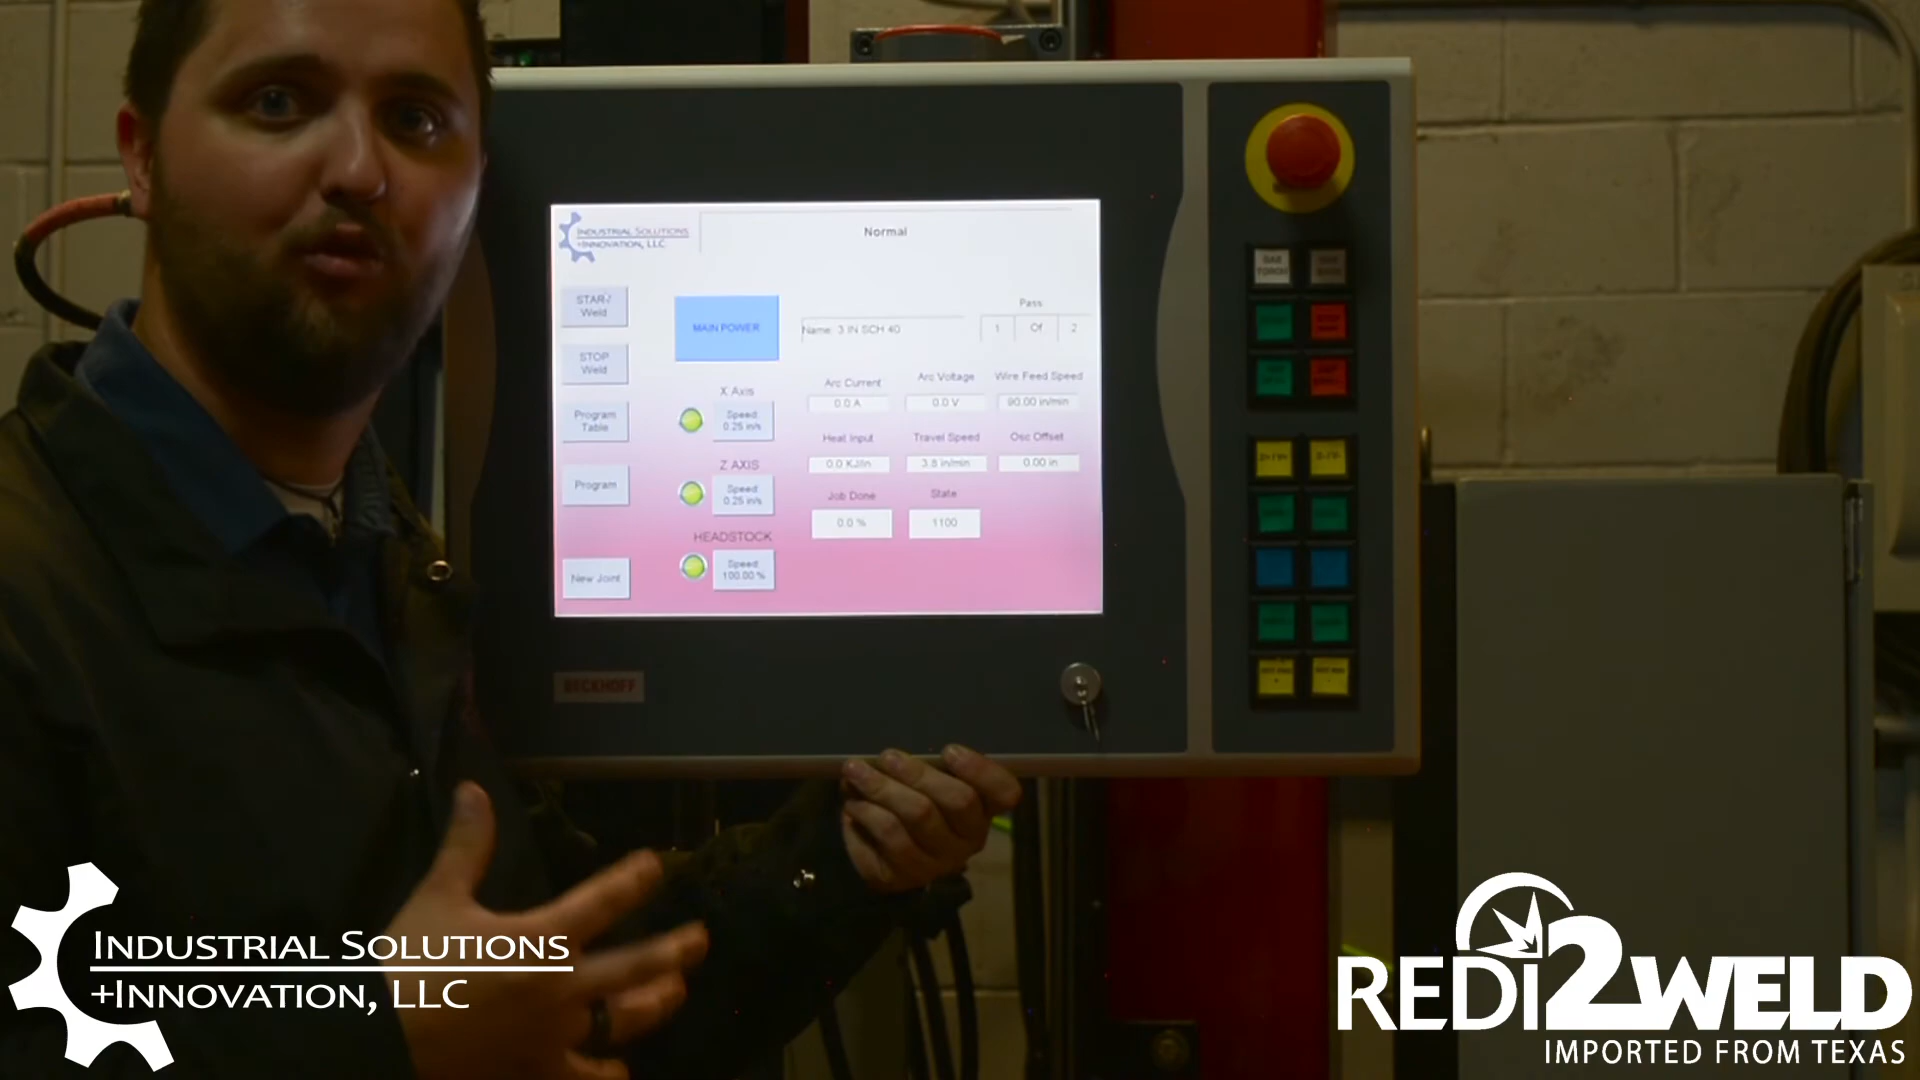 INDUSTRIAL SOLUTIONS
+INNOVATION, LLC
Normal
START
Weld
STOP
Weld
Program
Table
Program
New Joint
MAIN POWER
X Axis
Speed
0.25 in/s
Z AXIS
Speed
0.25 in/s
HEADSTOCK
Speed
100.00 %
Name: 3 IN SCH 40
Pass
1 Of 2
Arc Current Arc Voltage Wire Feed Speed
0.0 A 0.0 V 90.00 in/min
Heat Input Travel Speed Osc Offset
0.0 KJ/in 3.8 in/min 0.00 in
Job Done State
0.0 % 1100
BECKHOFF
GAS
TORCH
INDUSTRIAL SOLUTIONS
+INNOVATION, LLC
REDI2WELD
IMPORTED FROM TEXAS